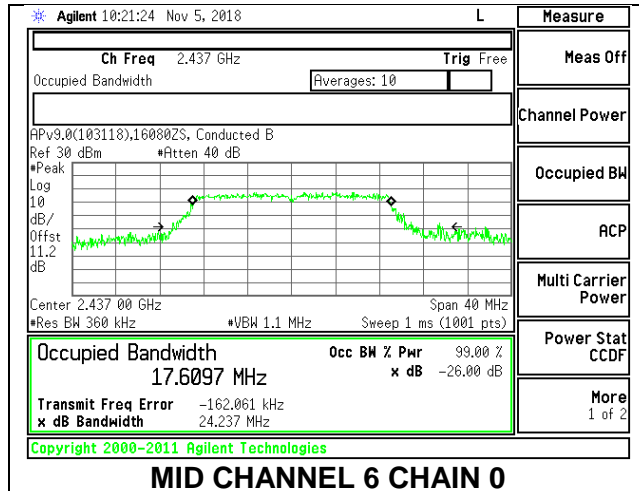 Agilent 10:21:24 Nov 5, 2018 L Measure
Ch Freq 2.437 GHz Trig Free
Meas Off
Occupied Bandwidth Averages: 10
Channel Power
APv9.0(103118),16080ZS, Conducted B
Ref 30 dBm #Atten 40 dB
#Peak
Log
10
dB/
Offst
11.2
dB
Occupied BW
ACP
Multi Carrier
Power
Center 2.437 00 GHz Span 40 MHz
#Res BW 360 kHz #VBW 1.1 MHz Sweep 1 ms (1001 pts)
Power Stat
CCDF
Occupied Bandwidth Occ BW % Pwr 99.00 %
17.6097 MHz x dB -26.00 dB
Transmit Freq Error -162.061 kHz
x dB Bandwidth 24.237 MHz
More
1 of 2
Copyright 2000-2011 Agilent Technologies
MID CHANNEL 6 CHAIN 0